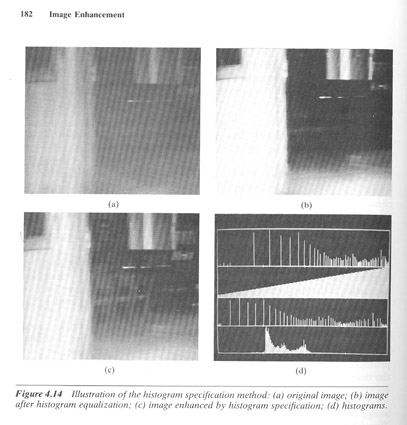 182 Image Enhancement
(a)
(b)
(c)
(d)
Figure 4.14 Illustration of the histogram specification method: (a) original image; (b) image
after histogram equalization; (c) image enhanced by histogram specification; (d) histograms.